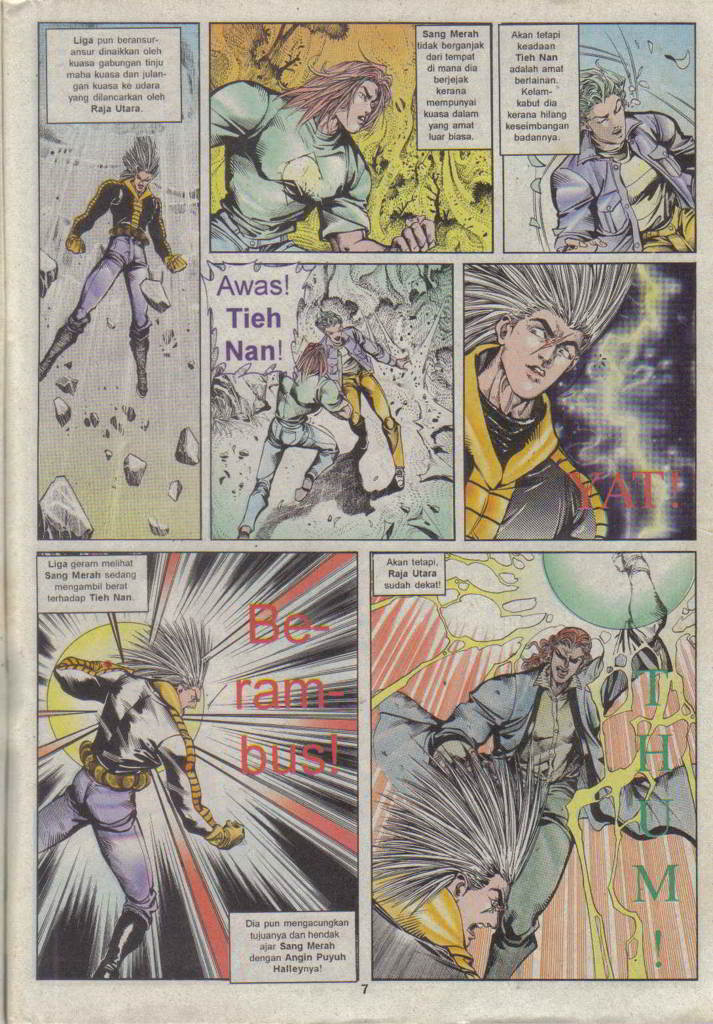 Liga pun beransur-
ansur dinaikkan oleh
kuasa gabungan tinju
maha kuasa dan julan-
gan kuasa ke udara
yang dilancarkan oleh
Raja Utara.
Sang Merah
tidak berganjak
dari tempat
di mana dia
berjejak
kerana
mempunyai
kuasa dalam
yang amat
luar biasa.
Akan tetapi
keadaan
Tieh Nan
adalah amat
berlainan.
Kelam-
kabut dia
kerana hilang
keseimbangan
badannya.
Awas!
Tieh
Nan!
YAT!
Liga geram melihat
Sang Merah sedang
mengambil berat
terhadap Tieh Nan.
Be-
ram-
bus!
Dia pun mengacungkan
tujuanya dan hendak
ajar Sang Merah
dengan Angin Puyuh
Halleynya!
Akan tetapi,
Raja Utara
sudah dekat!
THUM!
7